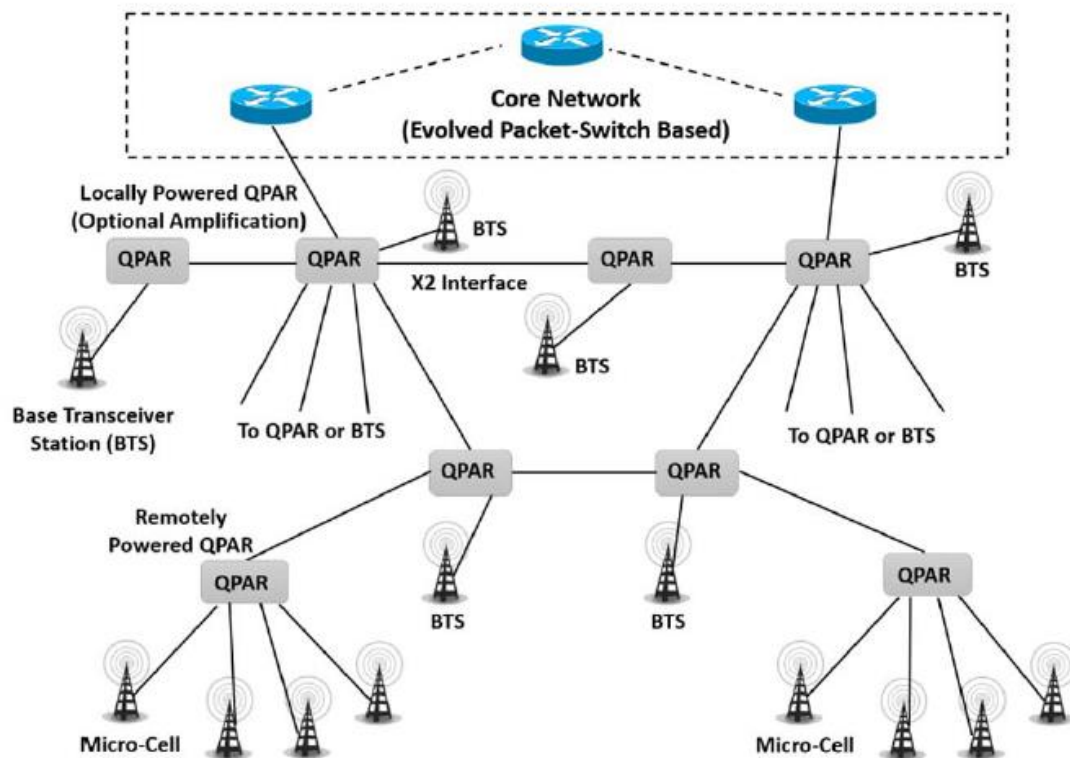 Core Network
(Evolved Packet-Switch Based)
Locally Powered QPAR
(Optional Amplification)
BTS
QPAR
QPAR
QPAR
QPAR
BTS
X2 Interface
BTS
Base Transceiver
Station (BTS)
To QPAR or BTS
To QPAR or BTS
QPAR
QPAR
Remotely
Powered QPAR
QPAR
QPAR
BTS
BTS
Micro-Cell
Micro-Cell